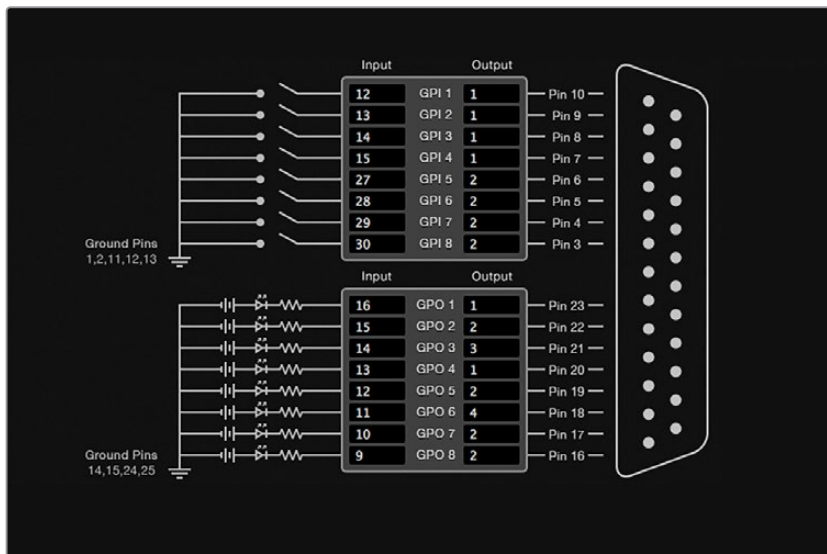 Input Output
12 GPI 1 1 Pin 10
13 GPI 2 1 Pin 9
14 GPI 3 1 Pin 8
15 GPI 4 1 Pin 7
27 GPI 5 2 Pin 6
28 GPI 6 2 Pin 5
29 GPI 7 2 Pin 4
30 GPI 8 2 Pin 3
Ground Pins
1,2,11,12,13
Input Output
16 GPO 1 1 Pin 23
15 GPO 2 2 Pin 22
14 GPO 3 3 Pin 21
13 GPO 4 1 Pin 20
12 GPO 5 2 Pin 19
11 GPO 6 4 Pin 18
10 GPO 7 2 Pin 17
9 GPO 8 2 Pin 16
Ground Pins
14,15,24,25